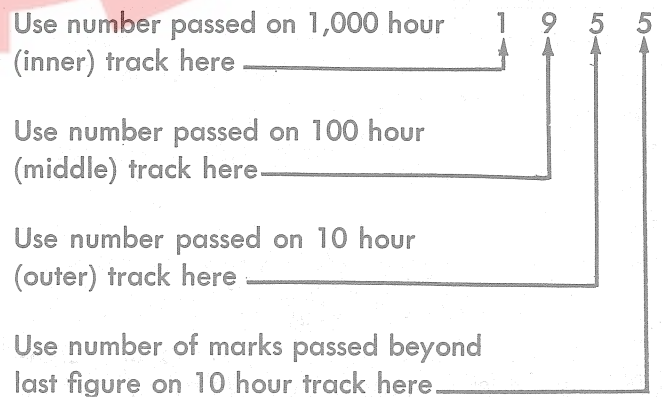 Use number passed on 1,000 hour 1 9 5 5
(inner) track here
Use number passed on 100 hour
(middle) track here
Use number passed on 10 hour
(outer) track here
Use number of marks passed beyond
last figure on 10 hour track here